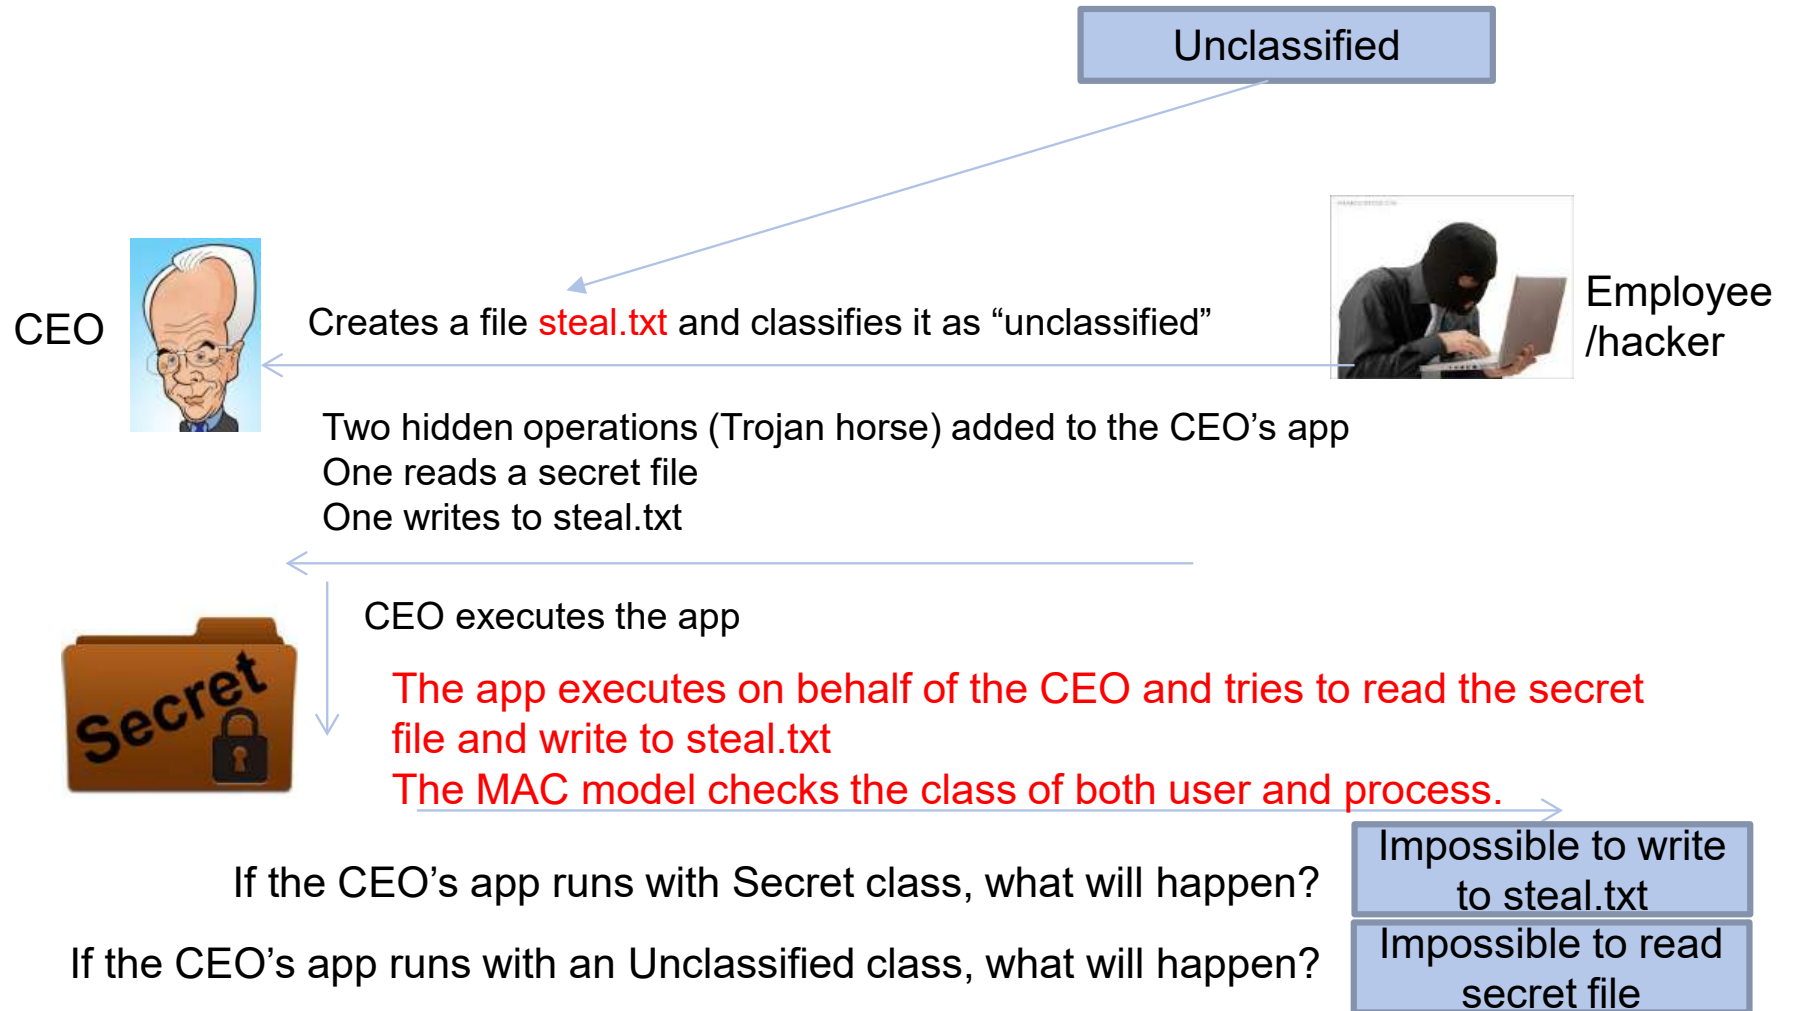 Unclassified
CEO
Creates a file steal.txt and classifies it as “unclassified”
Employee
/hacker
Two hidden operations (Trojan horse) added to the CEO’s app
One reads a secret file
One writes to steal.txt
CEO executes the app
Secret
The app executes on behalf of the CEO and tries to read the secret
file and write to steal.txt
The MAC model checks the class of both user and process.
If the CEO’s app runs with Secret class, what will happen?
Impossible to write
to steal.txt
If the CEO’s app runs with an Unclassified class, what will happen?
Impossible to read
secret file